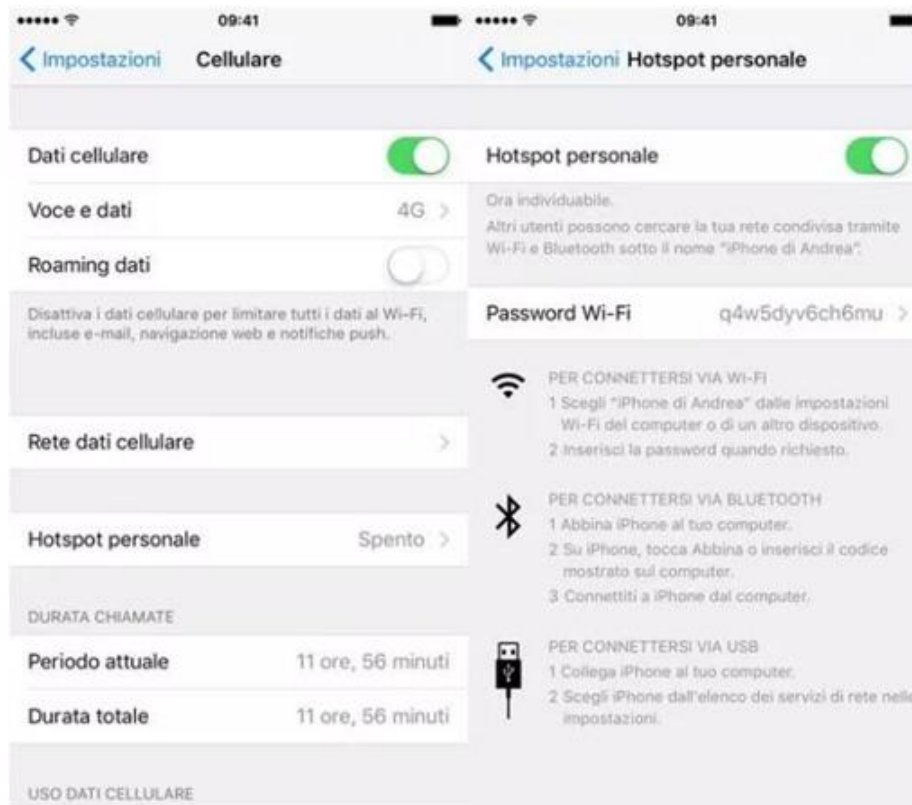 09:41
Impostazioni Cellulare
Dati cellulare
Voce e dati 4G
Roaming dati
Disattiva i dati cellulare per limitare tutti i dati al Wi-Fi,
incluse e-mail, navigazione web e notifiche push.
Rete dati cellulare
Hotspot personale Spento
DURATA CHIAMATE
Periodo attuale 11 ore, 56 minuti
Durata totale 11 ore, 56 minuti
USO DATI CELLULARE
09:41
Impostazioni Hotspot personale
Hotspot personale
Ora individuabile.
Altri utenti possono cercare la tua rete condivisa tramite
Wi-Fi e Bluetooth sotto il nome "iPhone di Andrea".
Password Wi-Fi q4w5dyv6ch6mu
PER CONNETTERSI VIA WI-FI
1 Scegli "iPhone di Andrea" dalle impostazioni
Wi-Fi del computer o di un altro dispositivo.
2 Inserisci la password quando richiesto.
PER CONNETTERSI VIA BLUETOOTH
1 Abbina iPhone al tuo computer.
2 Su iPhone, tocca Abbina o inserisci il codice
mostrato sul computer.
3 Connettiti a iPhone dal computer.
PER CONNETTERSI VIA USB
1 Collega iPhone al tuo computer.
2 Scegli iPhone dall'elenco dei servizi di rete nelle
impostazioni.